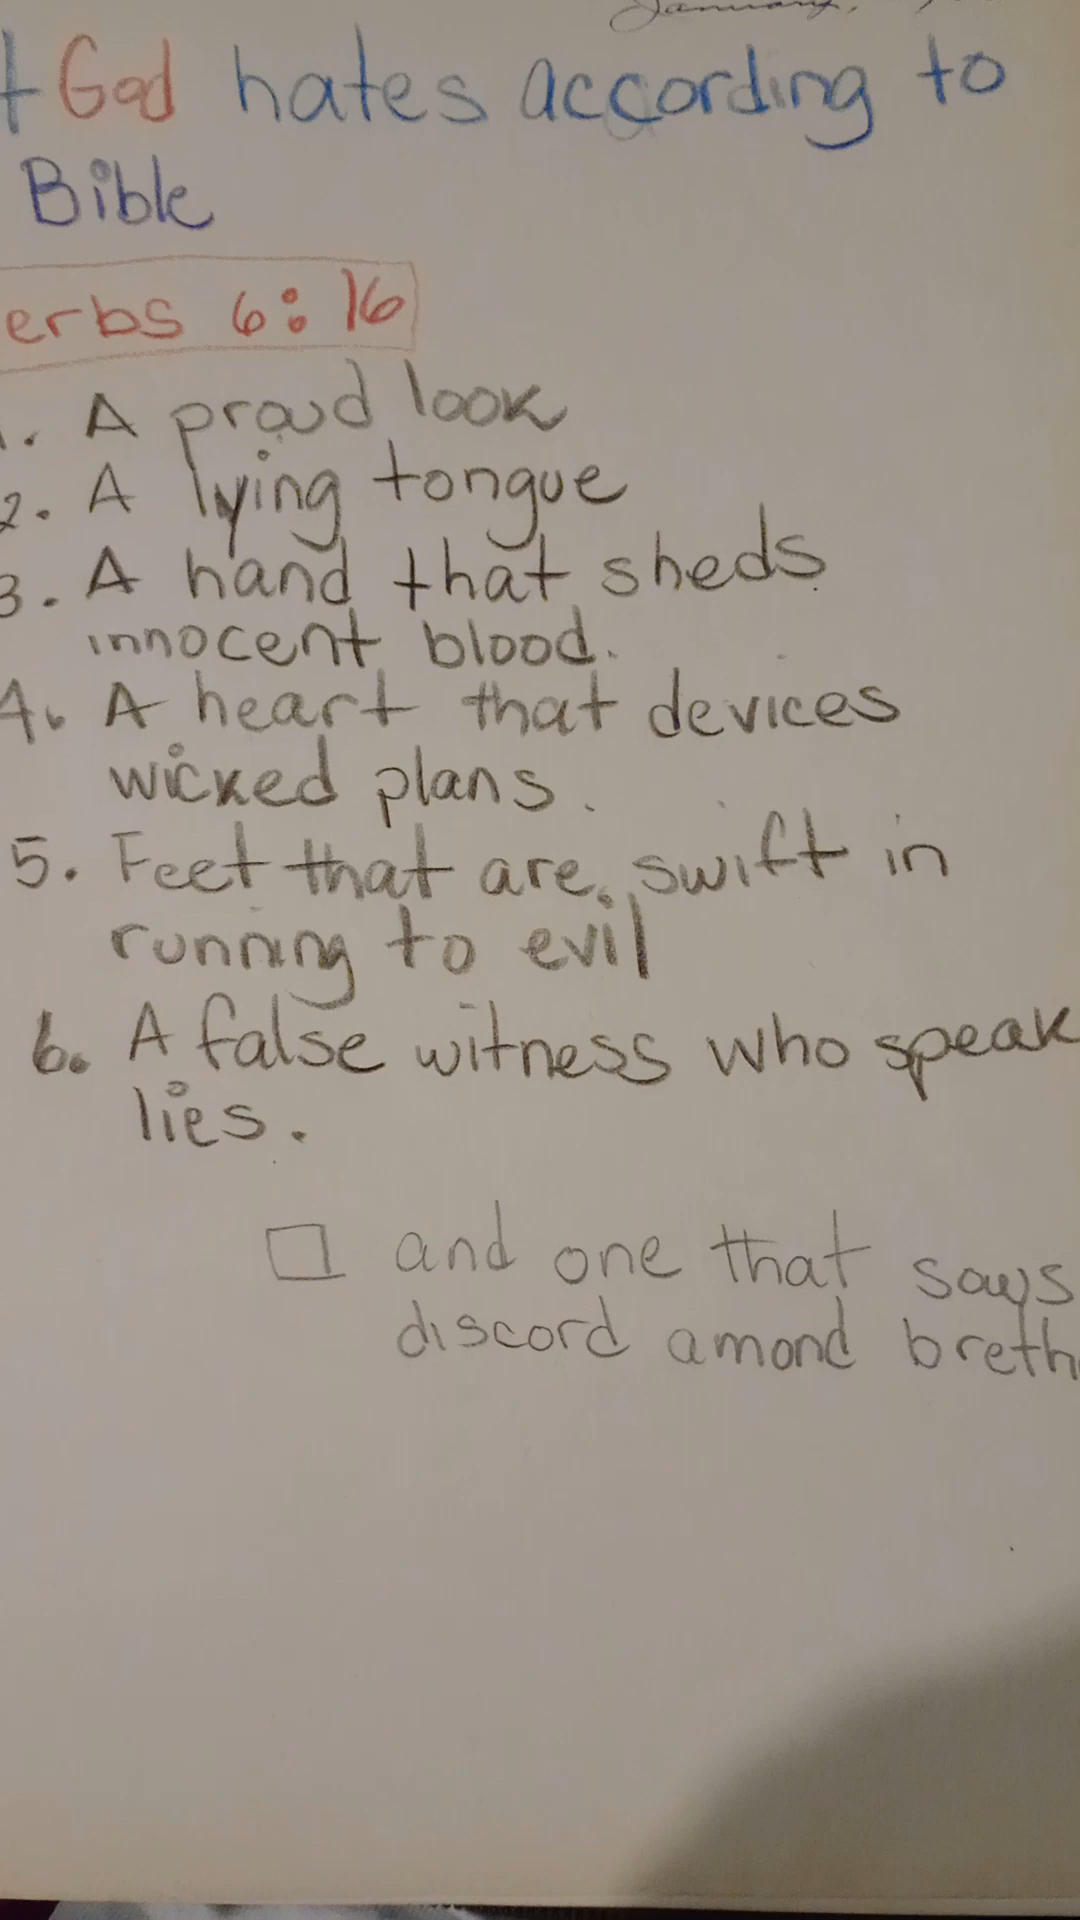 January,
t God hates according to
Bible
erbs 6:16
1. A proud look
2. A lying tongue
3. A hand that sheds
innocent blood.
4. A heart that devices
wicked plans.
5. Feet that are swift in
running to evil
6. A false witness who speak
lies.
and one that sows
discord amond breth